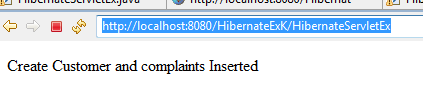 HibernateServletEx.java http://localhost:8080/Hibernat
http://localhost:8080/HibernateExK/HibernateServletEx
Create Customer and complaints Inserted